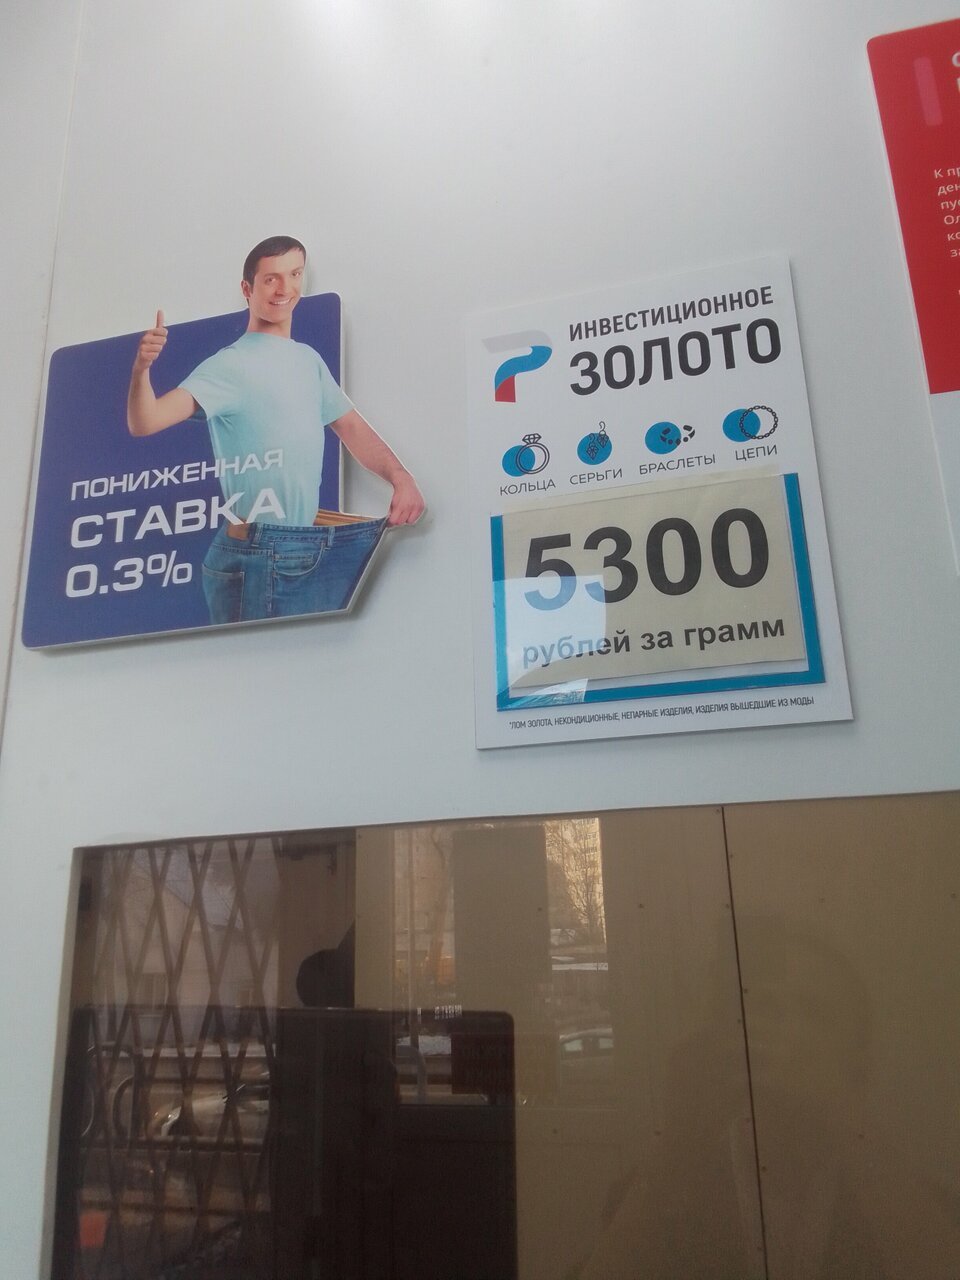 ПОНИЖЕННАЯ
СТАВКА
0.3%
ИНВЕСТИЦИОННОЕ
ЗОЛОТО
КОЛЬЦА СЕРЬГИ БРАСЛЕТЫ ЦЕПИ
5300
рублей за грамм
*ЛОМ ЗОЛОТА, НЕКОНДИЦИОННЫЕ, НЕПАРНЫЕ ИЗДЕЛИЯ, ИЗДЕЛИЯ ВЫШЕДШИЕ ИЗ МОДЫ
К